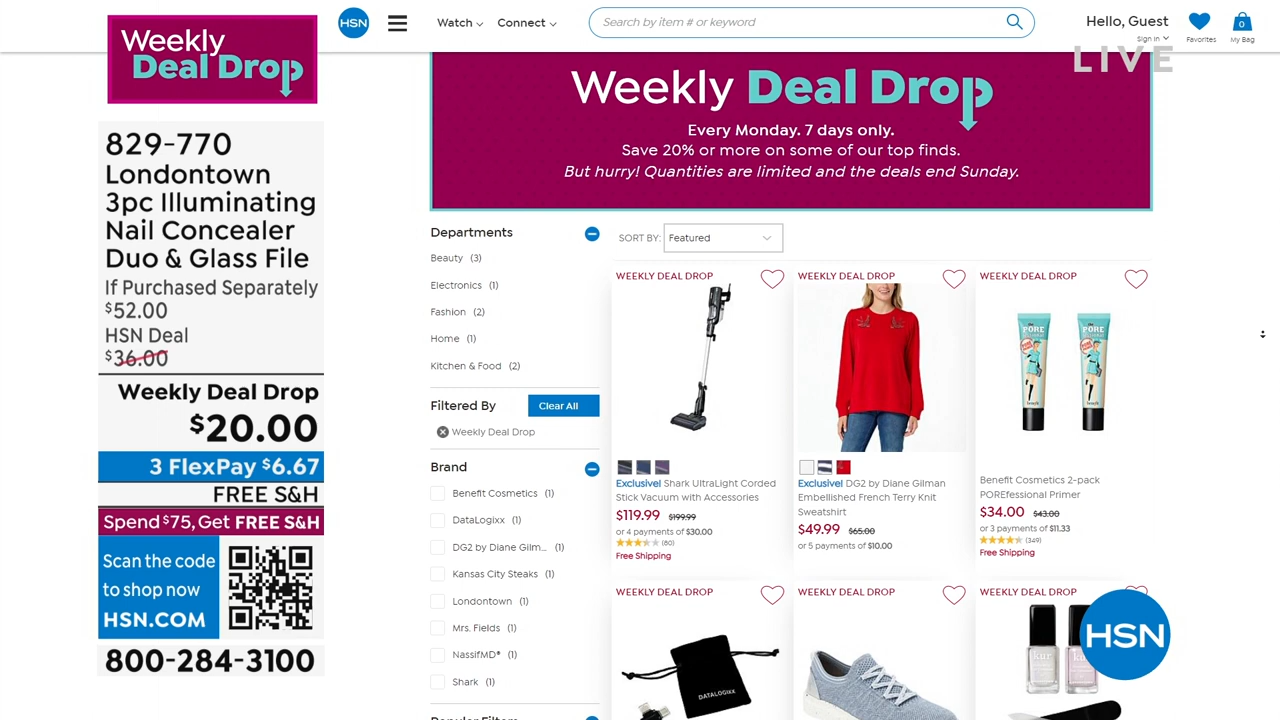 Weekly
Deal Drop
829-770
Londontown
3pc Illuminating
Nail Concealer
Duo & Glass File
If Purchased Separately
$52.00
HSN Deal
$36.00
Weekly Deal Drop
$20.00
3 FlexPay $6.67
FREE S&H
Spend $75, Get FREE S&H
Scan the code
to shop now
HSN.COM
800-284-3100
HSN
Watch
Connect
Search by item # or keyword
Hello, Guest
Sign In
Favorites
0
My Bag
LIVE
Weekly Deal Drop
Every Monday. 7 days only.
Save 20% or more on some of our top finds.
But hurry! Quantities are limited and the deals end Sunday.
Departments
Beauty (3)
Electronics (1)
Fashion (2)
Home (1)
Kitchen & Food (2)
Filtered By
Clear All
Weekly Deal Drop
Brand
Benefit Cosmetics (1)
DataLogixx (1)
DG2 by Diane Gilm... (1)
Kansas City Steaks (1)
Londontown (1)
Mrs. Fields (1)
NassifMD® (1)
Shark (1)
Popular Filters
SORT BY: Featured
WEEKLY DEAL DROP
Exclusive! Shark UltraLight Corded
Stick Vacuum with Accessories
$119.99 $199.99
or 4 payments of $30.00
(80)
Free Shipping
WEEKLY DEAL DROP
Exclusive! DG2 by Diane Gilman
Embellished French Terry Knit
Sweatshirt
$49.99 $65.00
or 5 payments of $10.00
WEEKLY DEAL DROP
PORE
PORE
benefit
benefit
Benefit Cosmetics 2-pack
POREfessional Primer
$34.00 $43.00
or 3 payments of $11.33
(349)
Free Shipping
WEEKLY DEAL DROP
DATALOGIXX
WEEKLY DEAL DROP
WEEKLY DEAL DROP
kur
HSN